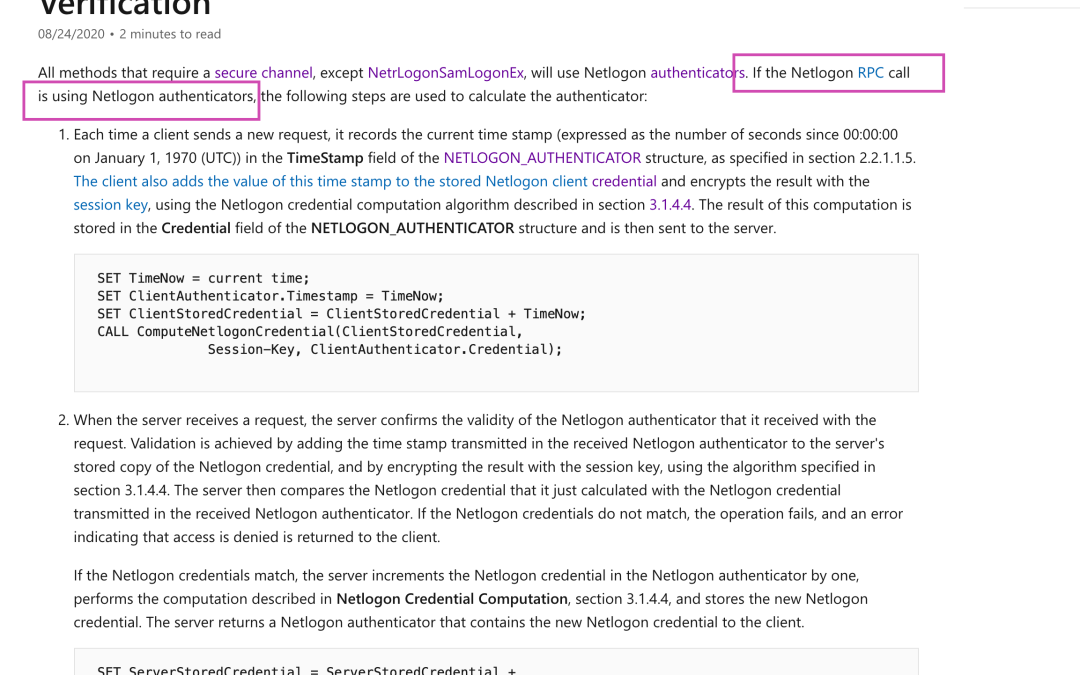 Verification
08/24/2020 • 2 minutes to read
All methods that require a secure channel, except NetrLogonSamLogonEx, will use Netlogon authenticators. If the Netlogon RPC call
is using Netlogon authenticators, the following steps are used to calculate the authenticator:
1. Each time a client sends a new request, it records the current time stamp (expressed as the number of seconds since 00:00:00
on January 1, 1970 (UTC)) in the TimeStamp field of the NETLOGON_AUTHENTICATOR structure, as specified in section 2.2.1.1.5.
The client also adds the value of this time stamp to the stored Netlogon client credential and encrypts the result with the
session key, using the Netlogon credential computation algorithm described in section 3.1.4.4. The result of this computation is
stored in the Credential field of the NETLOGON_AUTHENTICATOR structure and is then sent to the server.
SET TimeNow = current time;
SET ClientAuthenticator.Timestamp = TimeNow;
SET ClientStoredCredential = ClientStoredCredential + TimeNow;
CALL ComputeNetlogonCredential(ClientStoredCredential,
Session-Key, ClientAuthenticator.Credential);
2. When the server receives a request, the server confirms the validity of the Netlogon authenticator that it received with the
request. Validation is achieved by adding the time stamp transmitted in the received Netlogon authenticator to the server's
stored copy of the Netlogon credential, and by encrypting the result with the session key, using the algorithm specified in
section 3.1.4.4. The server then compares the Netlogon credential that it just calculated with the Netlogon credential
transmitted in the received Netlogon authenticator. If the Netlogon credentials do not match, the operation fails, and an error
indicating that access is denied is returned to the client.
If the Netlogon credentials match, the server increments the Netlogon credential in the Netlogon authenticator by one,
performs the computation described in Netlogon Credential Computation, section 3.1.4.4, and stores the new Netlogon
credential. The server returns a Netlogon authenticator that contains the new Netlogon credential to the client.
SET ServerStoredCredential = ServerStoredCredential +